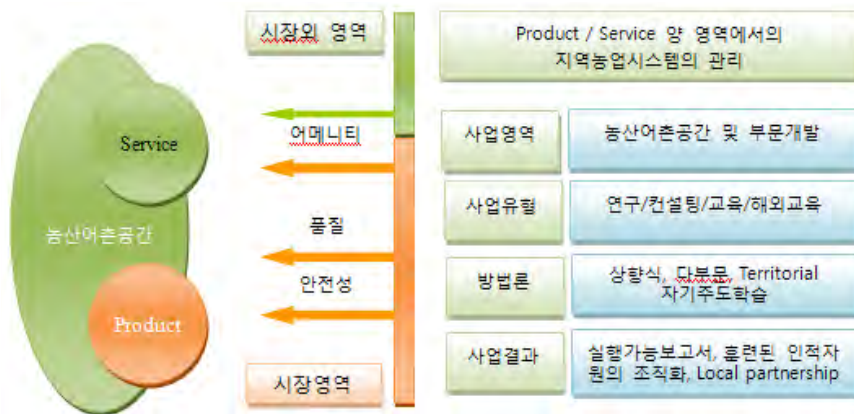 시장외 영역
Service
어메니티
품질
농산어촌공간
안전성
Product
시장영역
Product / Service 양 영역에서의
지역농업시스템의 관리
사업영역
농산어촌공간 및 부문개발
사업유형
연구/컨설팅/교육/해외교육
방법론
상향식, 다부문, Territorial
자기주도학습
사업결과
실행가능보고서, 훈련된 인적자
원의 조직화, Local partnership